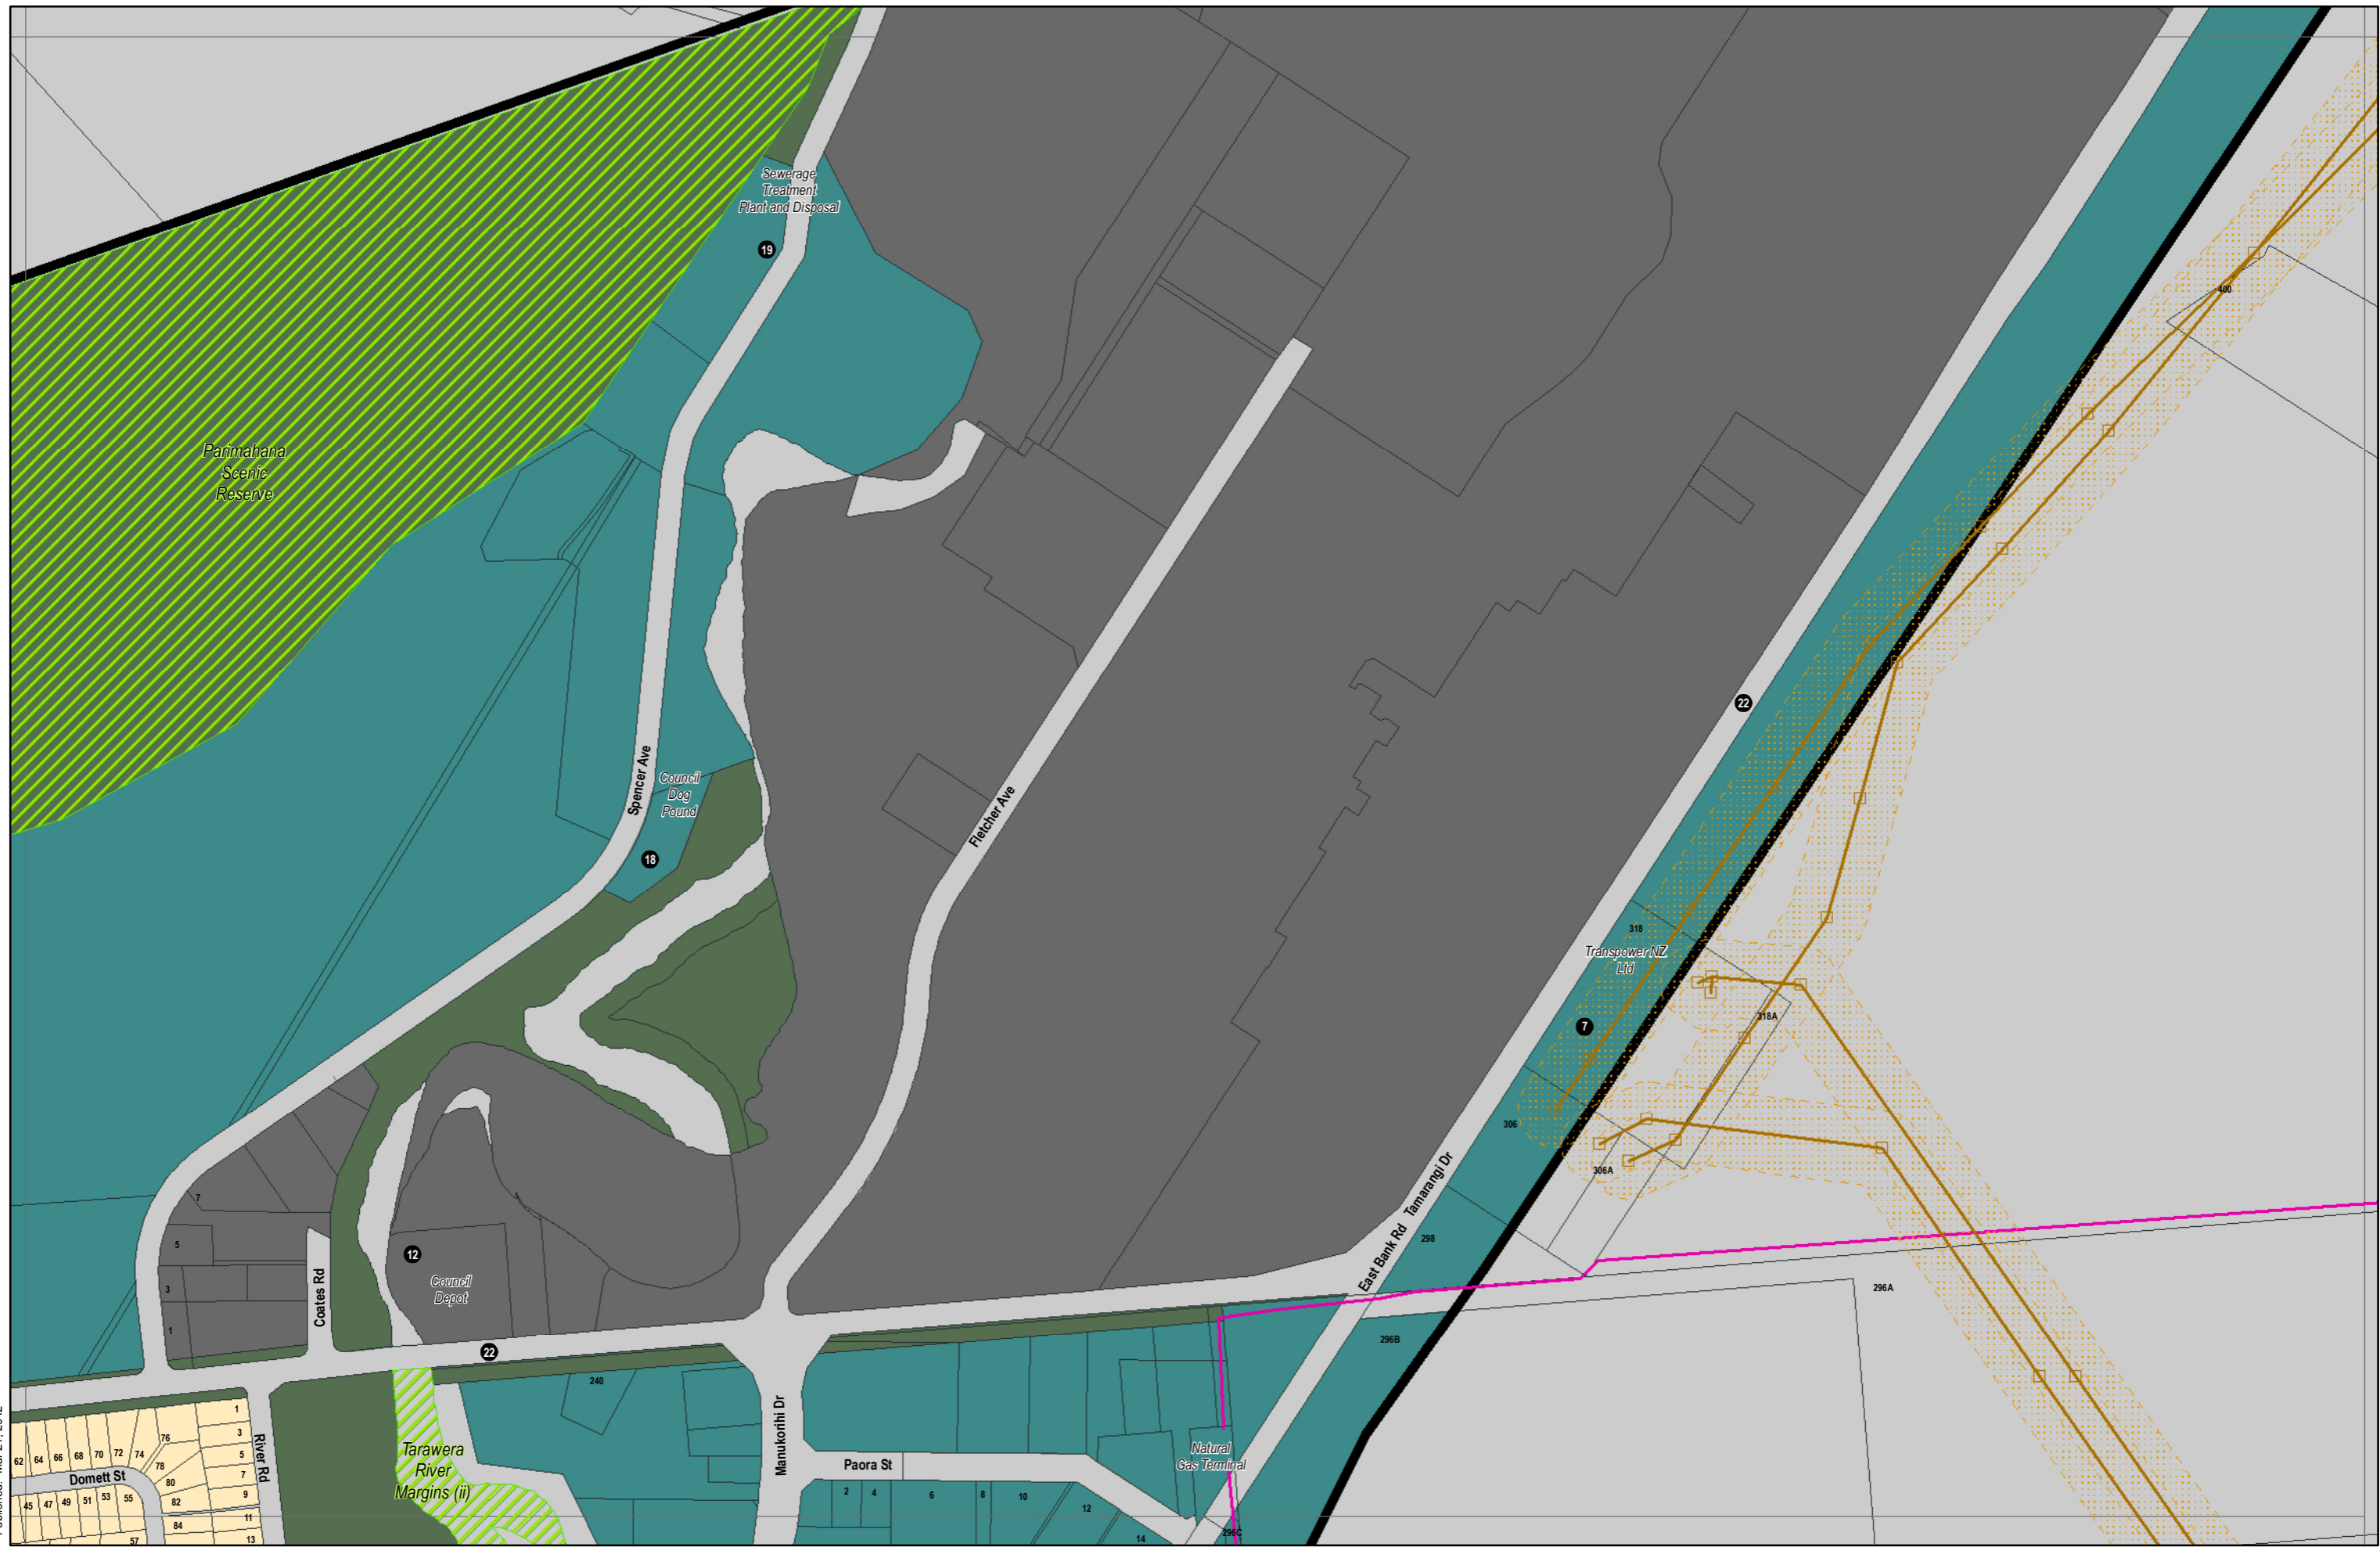 Sewerage
Treatment
Plant and Disposal
19
400
Parimahana
Scenic
Reserve
22
Spencer Ave
Council
Dog
Pound
Fletcher Ave
18
318
Transpower NZ
Ltd
7
318A
306
306A
East Bank Rd Tamarangi Dr
298
296A
296B
7
5
3
1
Coates Rd
12
Council
Depot
22
240
Manukorihi Dr
Natural
Gas Terminal
Paora St
2
4
6
8
10
12
14
296C
Tarawera
River
Margins (ii)
River Rd
1
3
5
7
9
11
13
62
64
66
68
70
72
74
76
78
80
82
84
Domett St
45
47
49
51
53
55
57